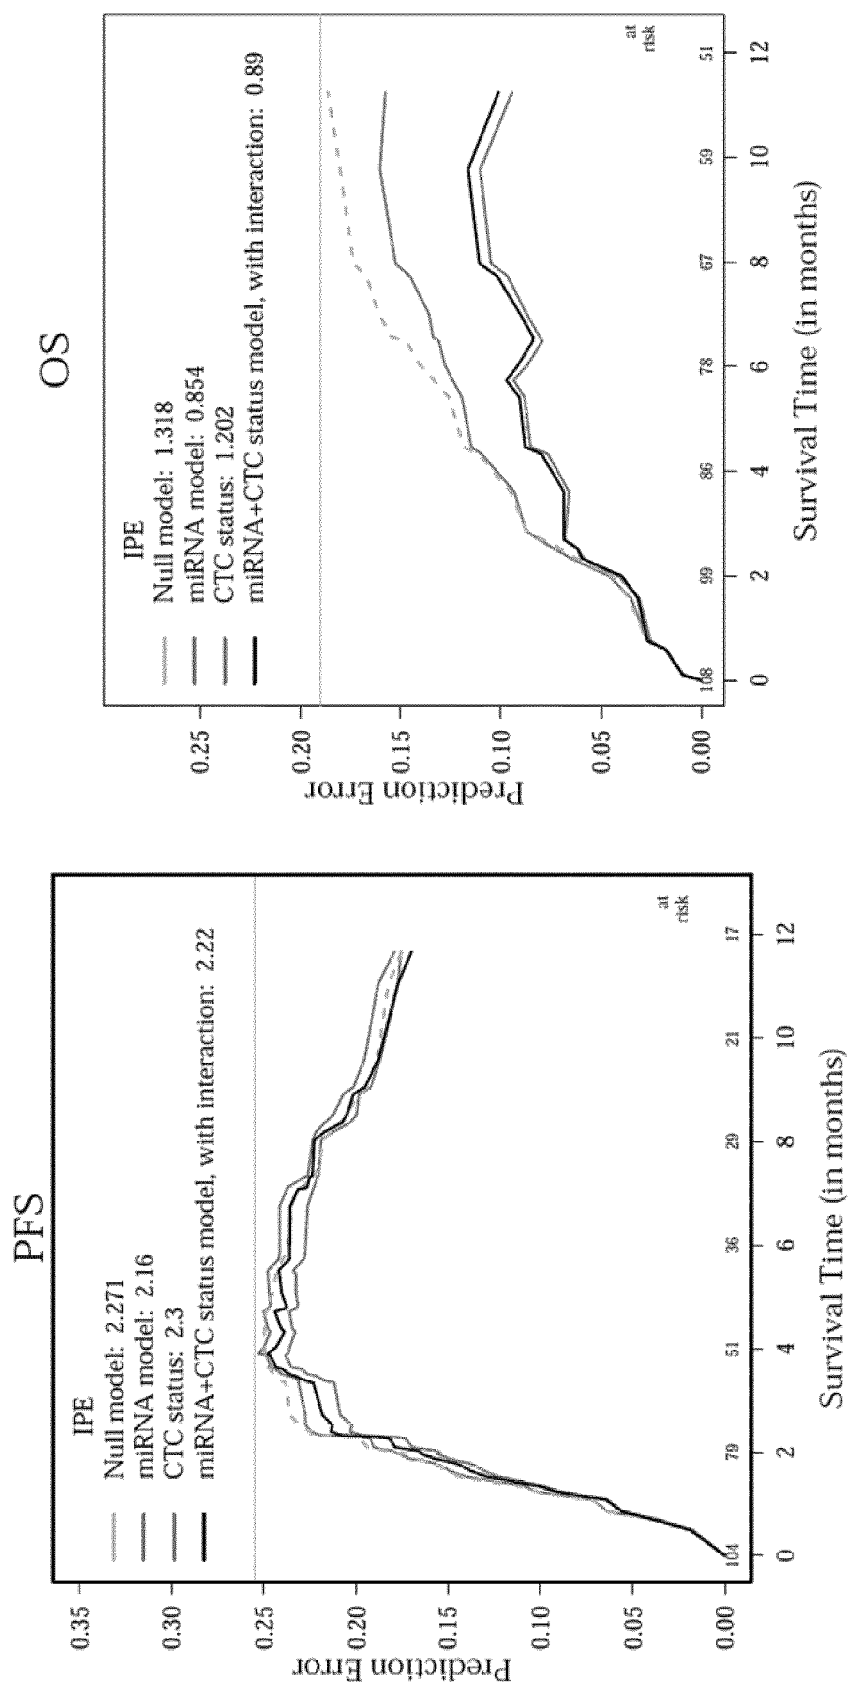 PFS
IPE
Null model: 2.271
miRNA model: 2.16
CTC status: 2.3
miRNA+CTC status model, with interaction: 2.22
Prediction Error
0.35
0.30
0.25
0.20
0.15
0.10
0.05
0.00
at
risk
104 79 51 36 29 21 17
0 2 4 6 8 10 12
Survival Time (in months)
OS
IPE
Null model: 1.318
miRNA model: 0.854
CTC status: 1.202
miRNA+CTC status model, with interaction: 0.89
Prediction Error
0.25
0.20
0.15
0.10
0.05
0.00
at
risk
108 99 86 78 67 59 51
0 2 4 6 8 10 12
Survival Time (in months)